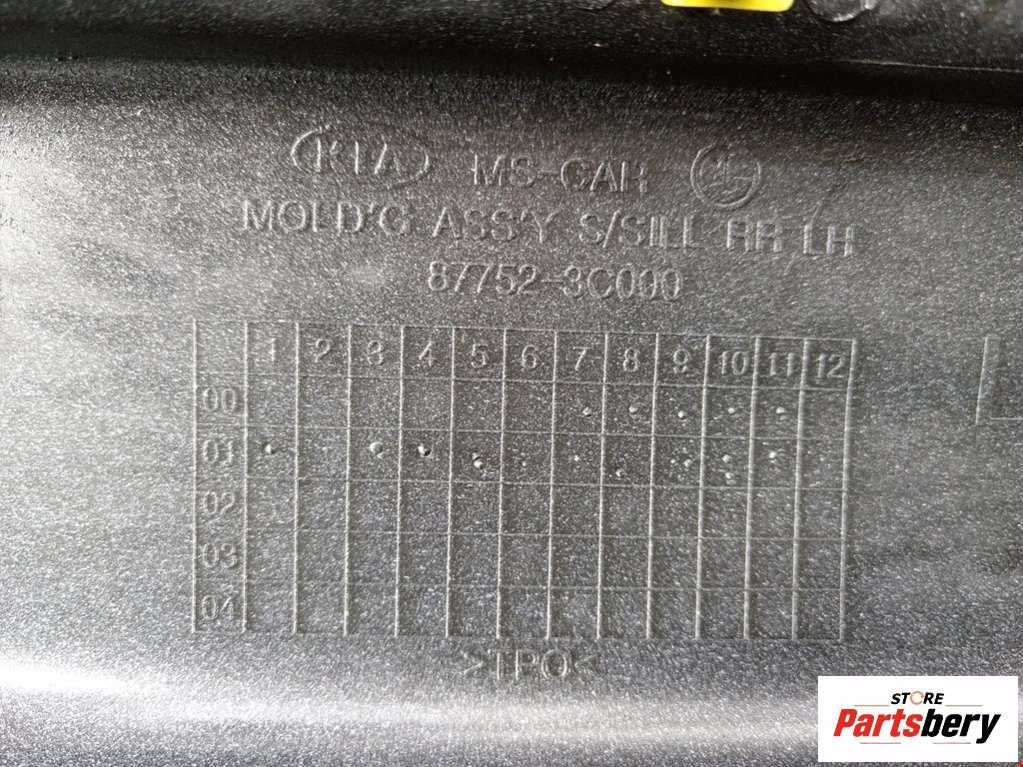 KIA MS-CAR
MOLD'G ASS'Y S/SILL RR LH
87752-3C000
1 2 3 4 5 6 7 8 9 10 11 12
00
01
02
03
04
>TPO<
STORE
Partsbery